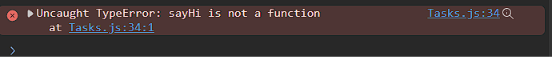 Uncaught TypeError: sayHi is not a function Tasks.js:34
at Tasks.js:34:1